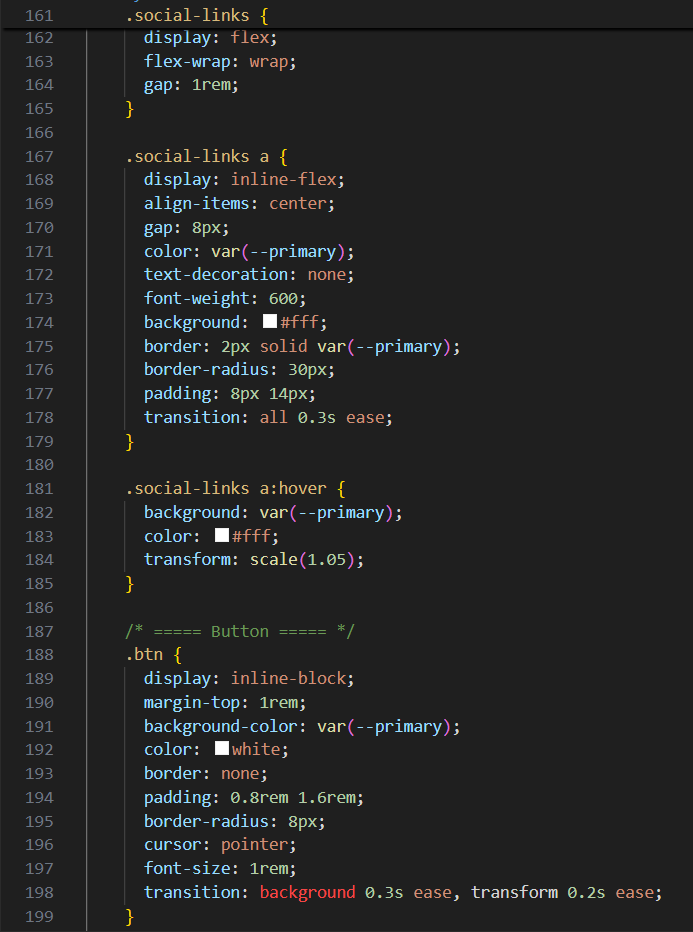 161 .social-links {
162 display: flex;
163 flex-wrap: wrap;
164 gap: 1rem;
165 }
166
167 .social-links a {
168 display: inline-flex;
169 align-items: center;
170 gap: 8px;
171 color: var(--primary);
172 text-decoration: none;
173 font-weight: 600;
174 background: #fff;
175 border: 2px solid var(--primary);
176 border-radius: 30px;
177 padding: 8px 14px;
178 transition: all 0.3s ease;
179 }
180
181 .social-links a:hover {
182 background: var(--primary);
183 color: #fff;
184 transform: scale(1.05);
185 }
186
187 /* ===== Button ===== */
188 .btn {
189 display: inline-block;
190 margin-top: 1rem;
191 background-color: var(--primary);
192 color: white;
193 border: none;
194 padding: 0.8rem 1.6rem;
195 border-radius: 8px;
196 cursor: pointer;
197 font-size: 1rem;
198 transition: background 0.3s ease, transform 0.2s ease;
199 }